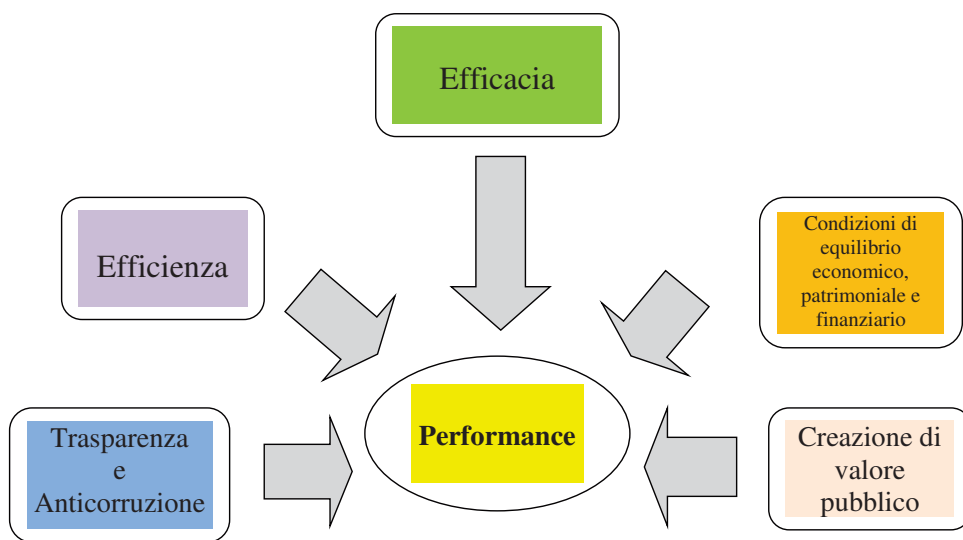 Efficacia
Efficienza
Condizioni di
equilibrio
economico,
patrimoniale e
finanziario
Trasparenza
e
Anticorruzione
Performance
Creazione di
valore
pubblico